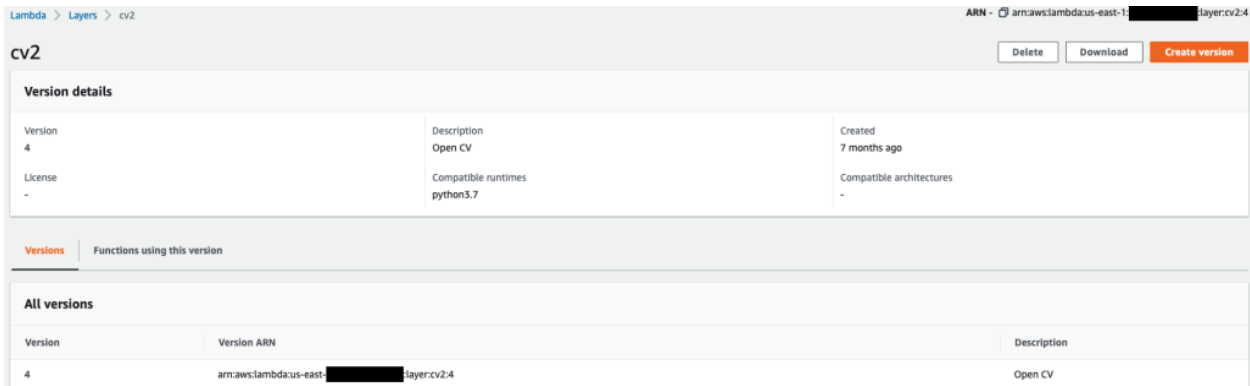 Lambda > Layers > cv2
ARN - arn:aws:lambda:us-east-1: :layer:cv2:4
cv2
Delete Download Create version
Version details
Version Description Created
4 Open CV 7 months ago
License Compatible runtimes Compatible architectures
- python3.7 -
Versions Functions using this version
All versions
Version Version ARN Description
4 arn:aws:lambda:us-east- :layer:cv2:4 Open CV